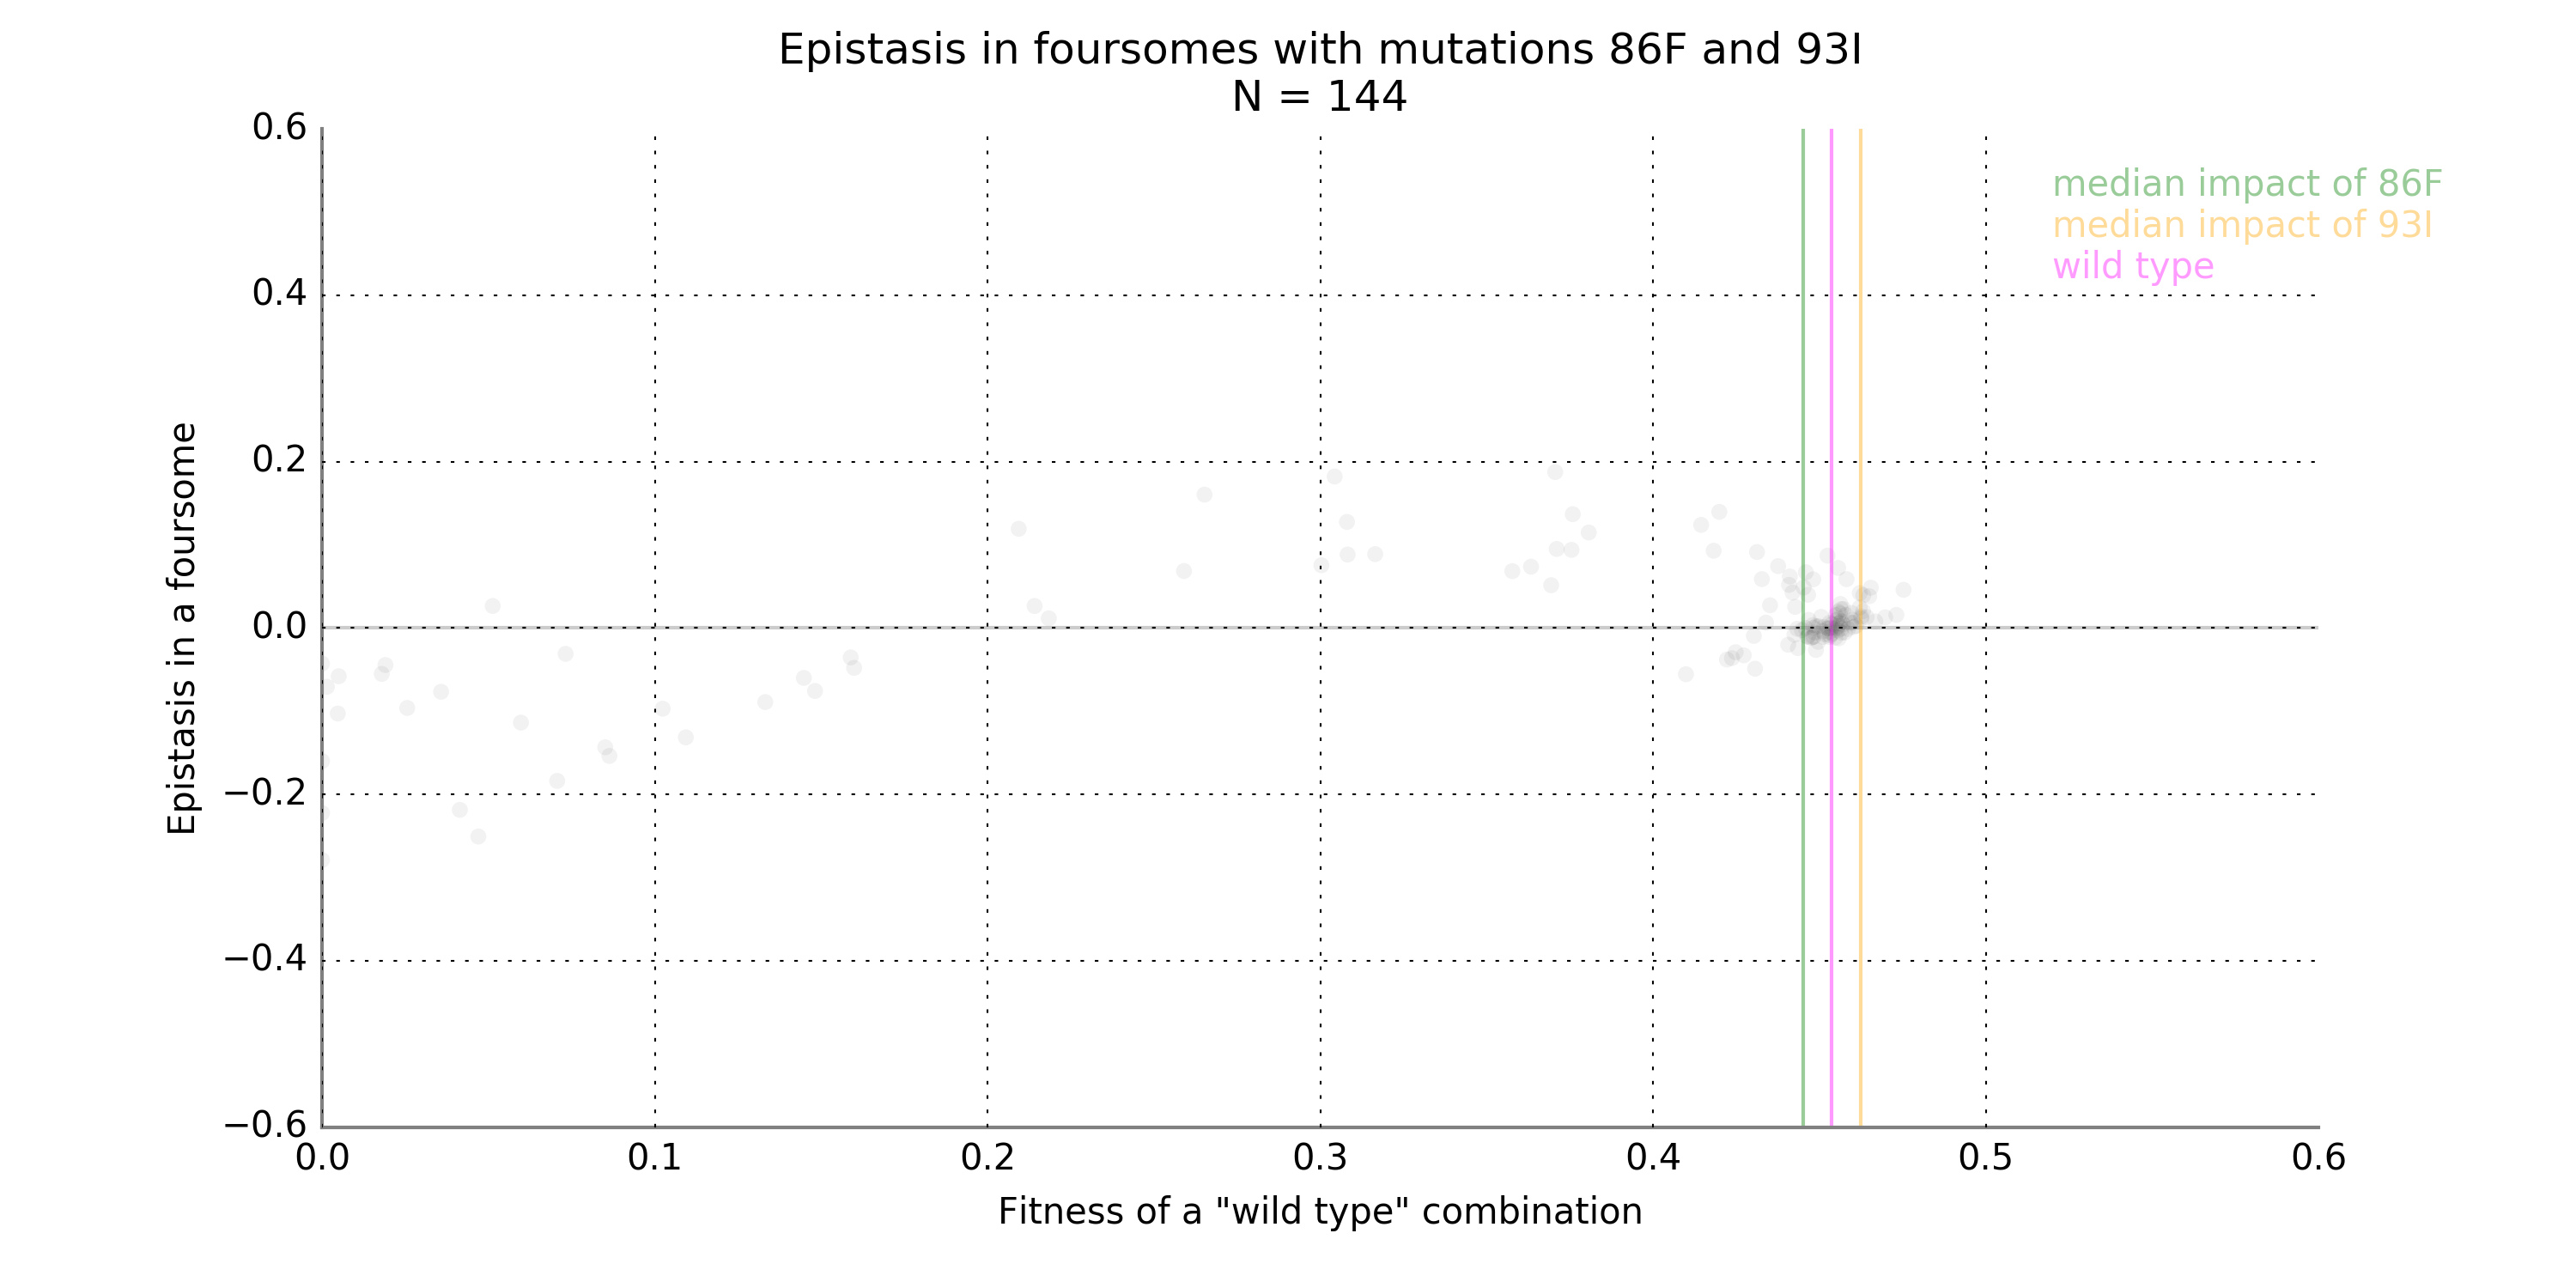 Epistasis in foursomes with mutations 86F and 93I
N = 144
median impact of 86F
median impact of 93I
wild type
Epistasis in a foursome
0.6
0.4
0.2
0.0
−0.2
−0.4
−0.6
0.0 0.1 0.2 0.3 0.4 0.5 0.6
Fitness of a "wild type" combination